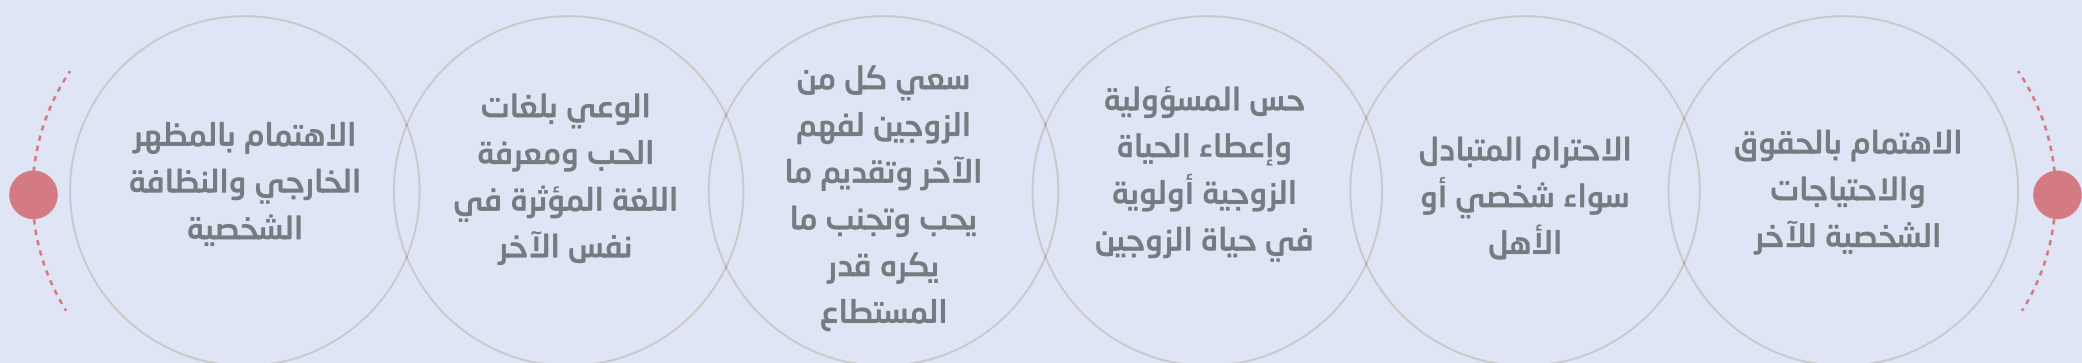 الاهتمام بالحقوق
والاحتياجات
الشخصية للآخر
الاحترام المتبادل
سواء شخصي أو
الأهل
حس المسؤولية
وإعطاء الحياة
الزوجية أولوية
في حياة الزوجين
سعي كل من
الزوجين لفهم
الآخر وتقديم ما
يحب وتجنب ما
يكره قدر
المستطاع
الوعي بلغات
الحب ومعرفة
اللغة المؤثرة في
نفس الآخر
الاهتمام بالمظهر
الخارجي والنظافة
الشخصية